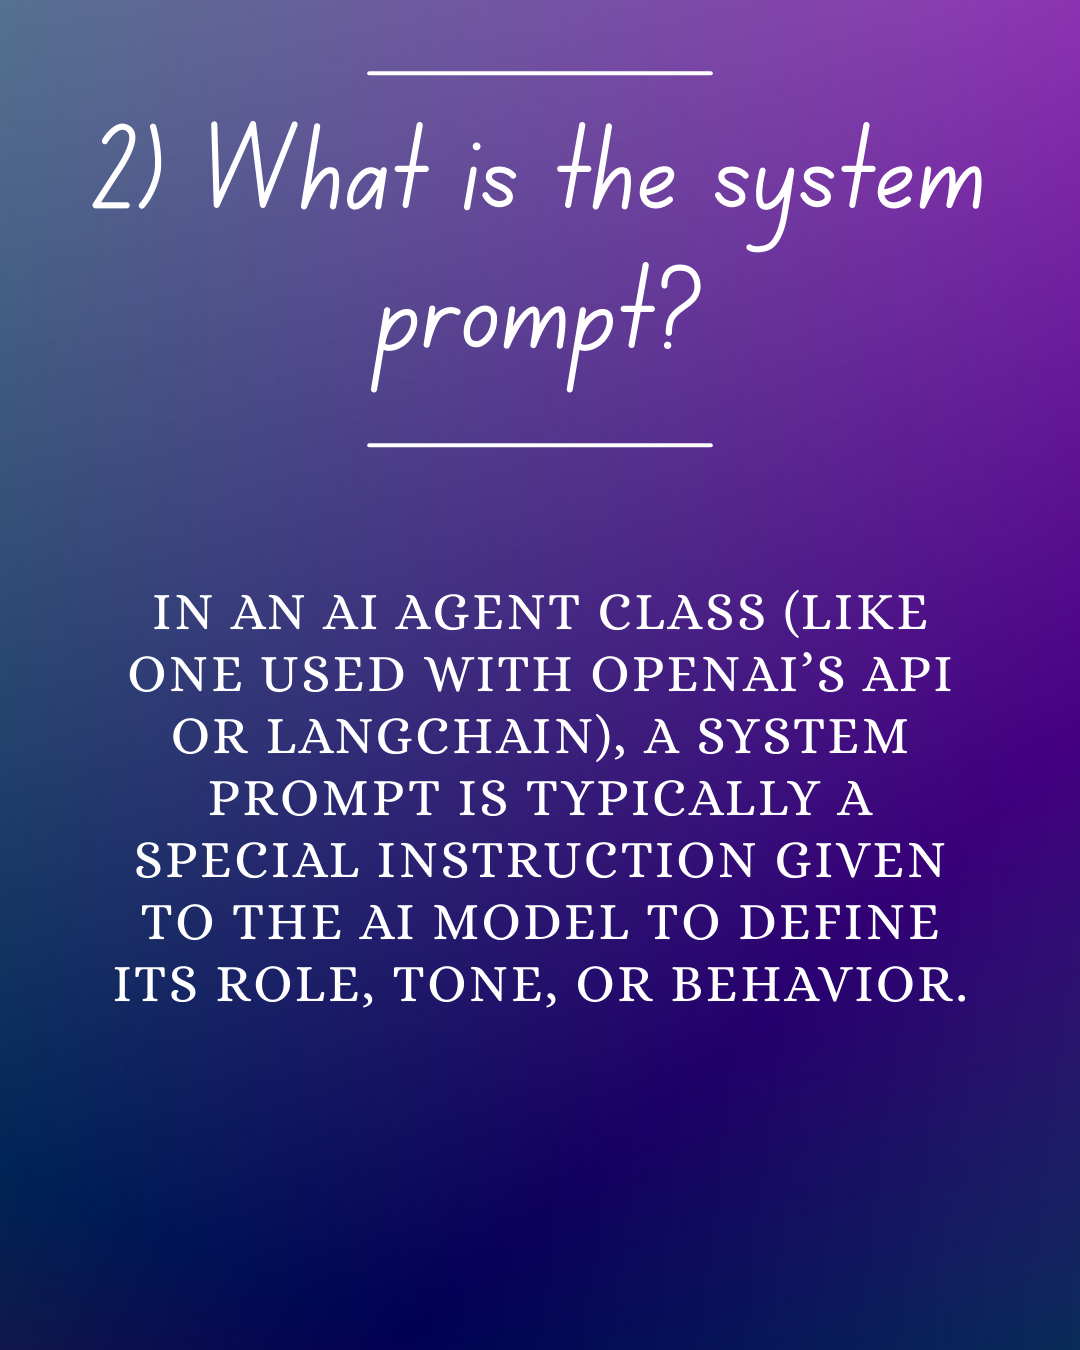 2) What is the system
prompt?
IN AN AI AGENT CLASS (LIKE
ONE USED WITH OPENAI’S API
OR LANGCHAIN), A SYSTEM
PROMPT IS TYPICALLY A
SPECIAL INSTRUCTION GIVEN
TO THE AI MODEL TO DEFINE
ITS ROLE, TONE, OR BEHAVIOR.